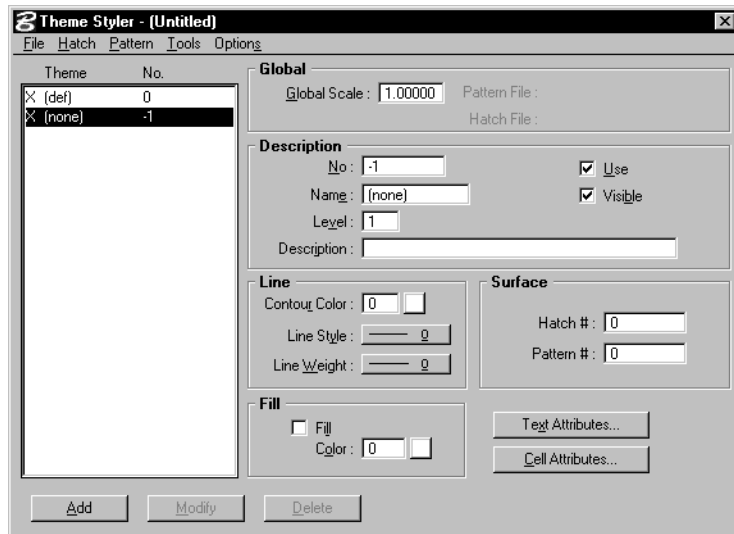 Theme Styler - (Untitled)
File Hatch Pattern Tools Options
Theme No.
X (def) 0
X (none) -1
Global
Global Scale : 1.00000
Pattern File :
Hatch File :
Description
No : -1
Use
Name : (none)
Visible
Level : 1
Description :
Line
Contour Color : 0
Line Style : 0
Line Weight : 0
Surface
Hatch # : 0
Pattern # : 0
Fill
Fill
Color : 0
Text Attributes...
Cell Attributes...
Add Modify Delete